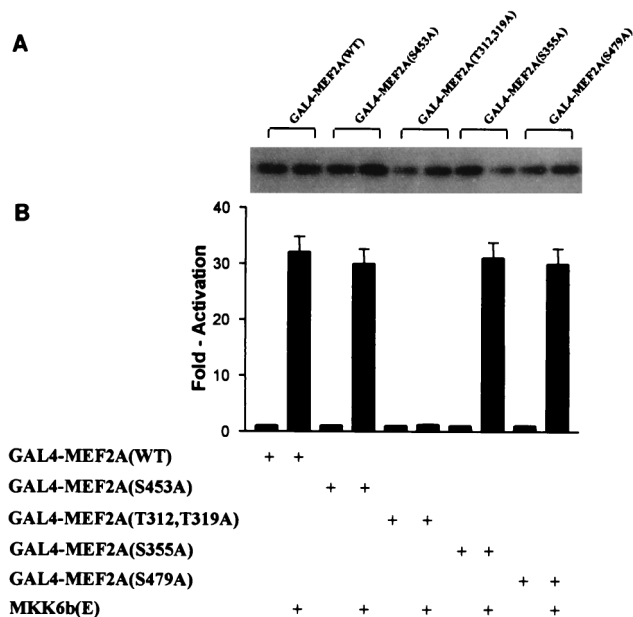 A
GAL4-MEF2A(WT)
GAL4-MEF2A(S453A)
GAL4-MEF2A(T312,319A)
GAL4-MEF2A(S355A)
GAL4-MEF2A(S479A)
B
Fold - Activation
40
30
20
10
0
GAL4-MEF2A(WT) + +
GAL4-MEF2A(S453A) + +
GAL4-MEF2A(T312,T319A) + +
GAL4-MEF2A(S355A) + +
GAL4-MEF2A(S479A) + +
MKK6b(E) + + + + +